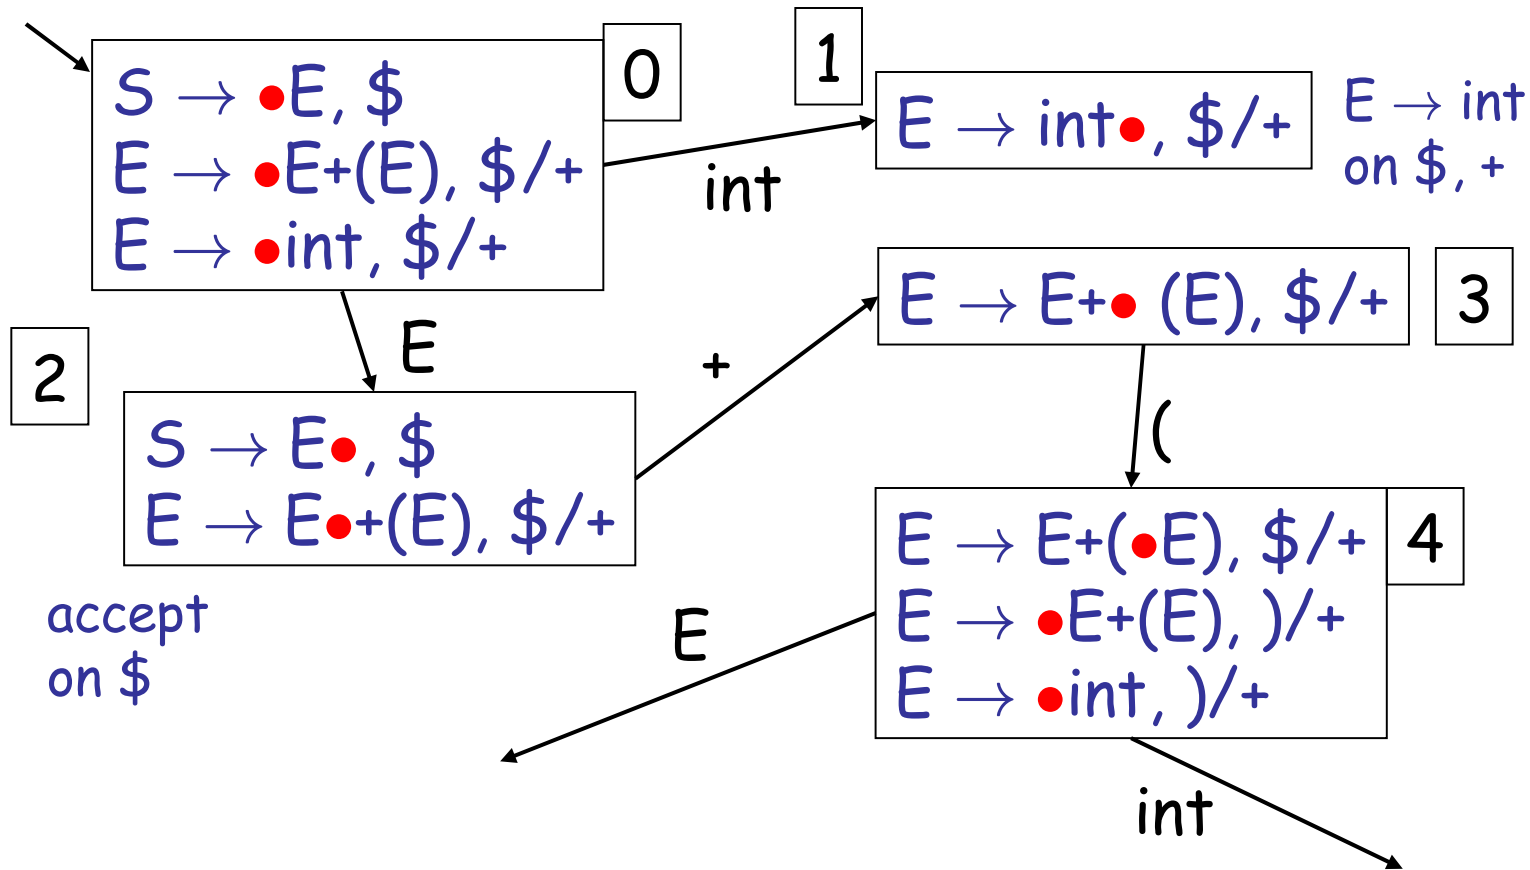 0
S → •E, $
E → •E+(E), $/+
E → •int, $/+
1
E → int•, $/+
E → int
on $, +
int
E
2
S → E•, $
E → E•+(E), $/+
accept
on $
+
E → E+• (E), $/+
3
(
E → E+(•E), $/+
E → •E+(E), )/+
E → •int, )/+
4
E
int